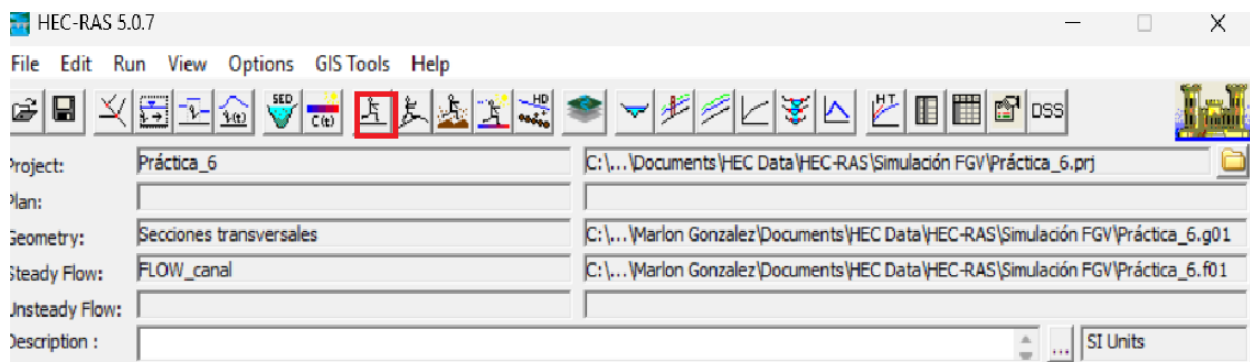 HEC-RAS 5.0.7
File Edit Run View Options GIS Tools Help
SED C(t) HD HT DSS
Project: Práctica_6 C:\...\Documents\HEC Data\HEC-RAS\Simulación FGV\Práctica_6.prj
Plan:
Geometry: Secciones transversales C:\...\Marlon Gonzalez\Documents\HEC Data\HEC-RAS\Simulación FGV\Práctica_6.g01
Steady Flow: FLOW_canal C:\...\Marlon Gonzalez\Documents\HEC Data\HEC-RAS\Simulación FGV\Práctica_6.f01
Unsteady Flow:
Description : ... SI Units